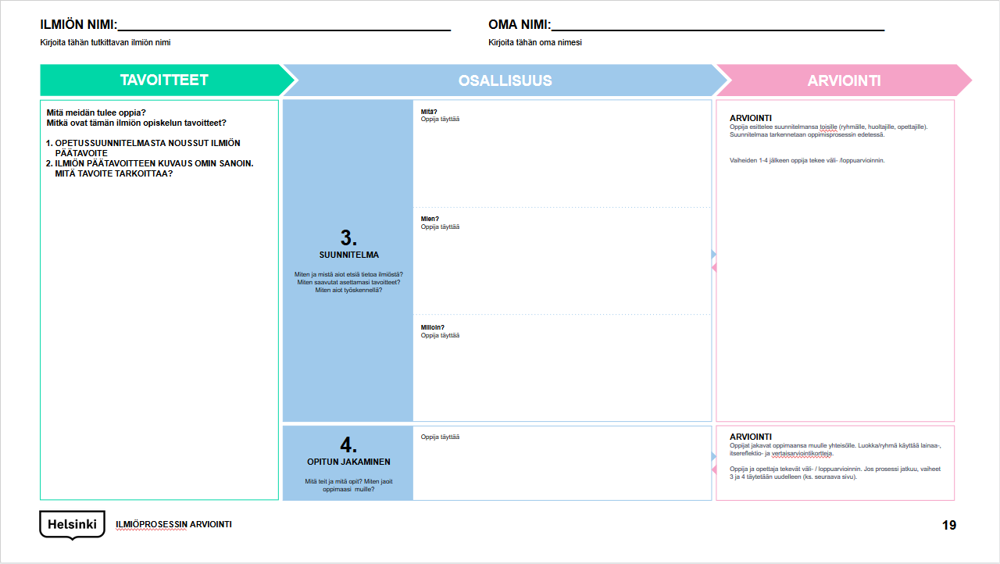 ILMIÖN NIMI:
Kirjoita tähän tutkittavan ilmiön nimi
OMA NIMI:
Kirjoita tähän oma nimesi
TAVOITTEET
OSALLISUUS
ARVIOINTI
Mitä meidän tulee oppia?
Mitkä ovat tämän ilmiön opiskelun tavoitteet?
1. OPETUSSUUNNITELMASTA NOUSSUT ILMIÖN
PÄÄTAVOITE
2. ILMIÖN PÄÄTAVOITTEEN KUVAUS OMIN SANOIN.
MITÄ TAVOITE TARKOITTAA?
3.
SUUNNITELMA
Miten ja mistä aiot etsiä tietoa ilmiöstä?
Miten saavutat asettamasi tavoitteet?
Miten aiot työskennellä?
Mitä?
Oppija täyttää
Mien?
Oppija täyttää
Milloin?
Oppija täyttää
ARVIOINTI
Oppija esittelee suunnitelmansa toisille (ryhmälle, huoltajille, opettajille).
Suunnitelmaa tarkennetaan oppimisprosessin edetessä.
Vaiheiden 1-4 jälkeen oppija tekee väli- /loppuarvioinnin.
4.
OPITUN JAKAMINEN
Mitä teit ja mitä opit? Miten jaoit
oppimaasi muille?
Oppija täyttää
ARVIOINTI
Oppijat jakavat oppimaansa muulle yhteisölle. Luokka/ryhmä käyttää lainaa-,
itsereflektio- ja vertaisarviointikortteja.
Oppija ja opettaja tekevät väli- / loppuarvioinnin. Jos prosessi jatkuu, vaiheet
3 ja 4 täytetään uudelleen (ks. seuraava sivu).
Helsinki
ILMIÖPROSESSIN ARVIOINTI
19